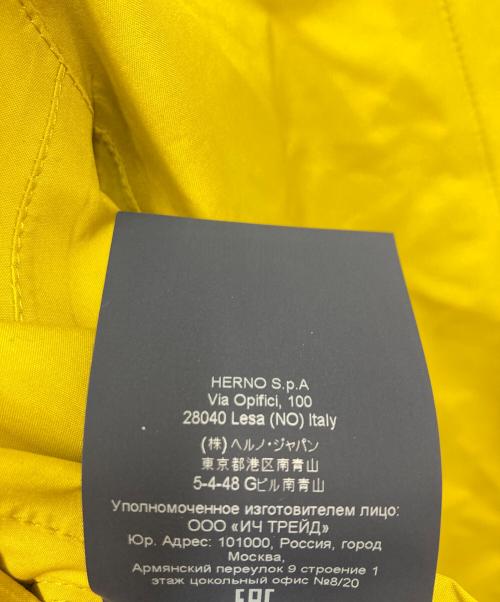 HERNO S.p.A
Via Opifici, 100
28040 Lesa (NO) Italy
(株)ヘルノ・ジャパン
東京都港区南青山
5-4-48 Gビル南青山
Уполномоченное изготовителем лицо:
ООО «ИЧ ТРЕЙД»
Юр. Адрес: 101000, Россия, город
Москва,
Армянский переулок 9 строение 1
этаж цокольный офис №8/20
EAC